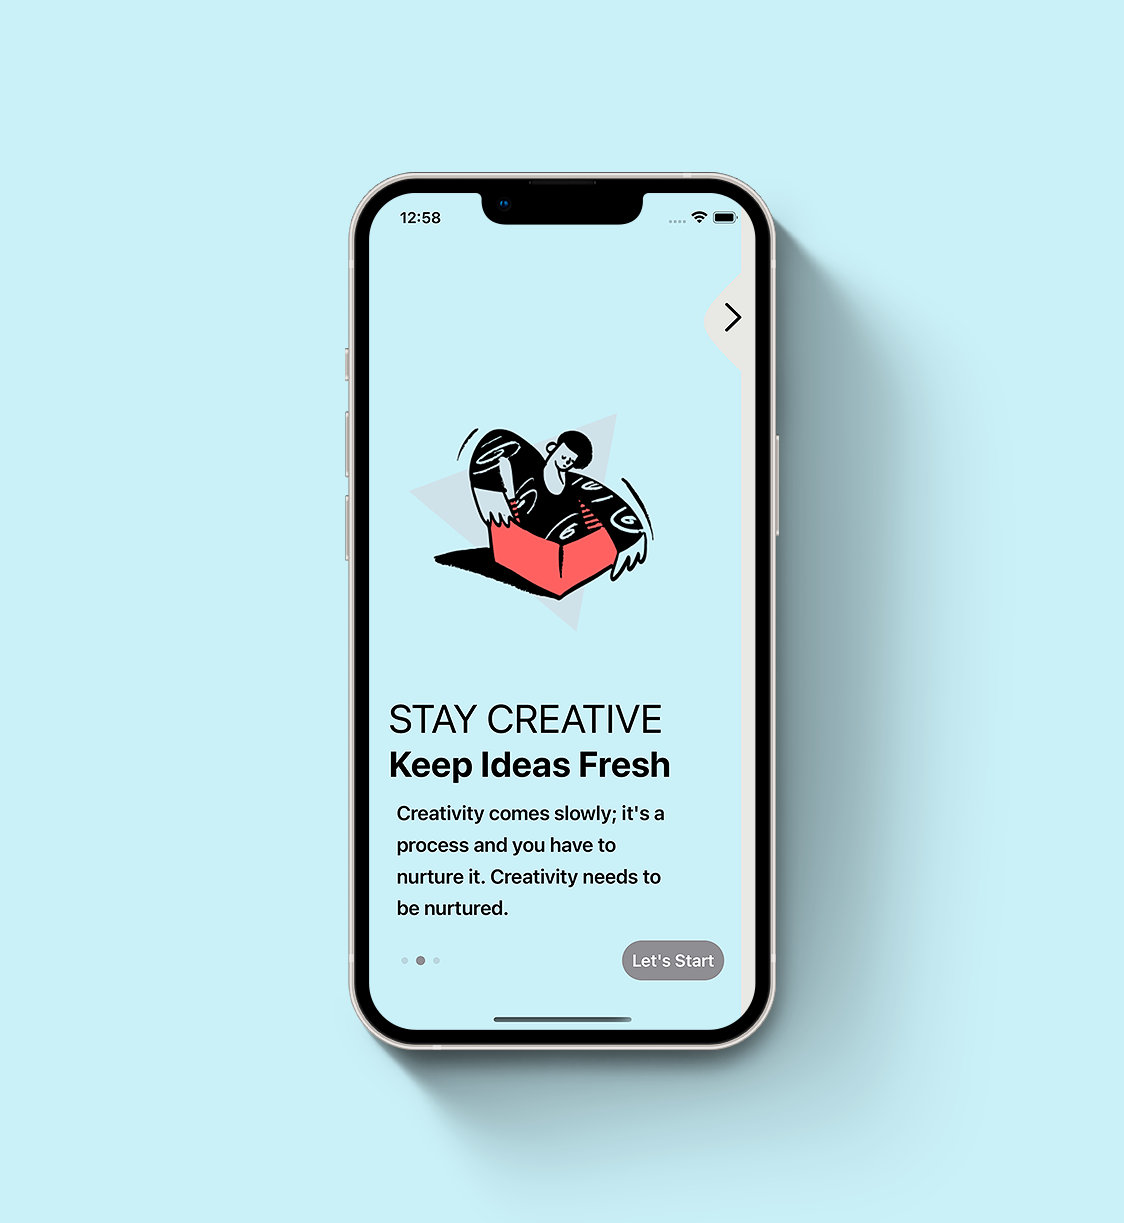 12:58
STAY CREATIVE
Keep Ideas Fresh
Creativity comes slowly; it's a
process and you have to
nurture it. Creativity needs to
be nurtured.
Let's Start